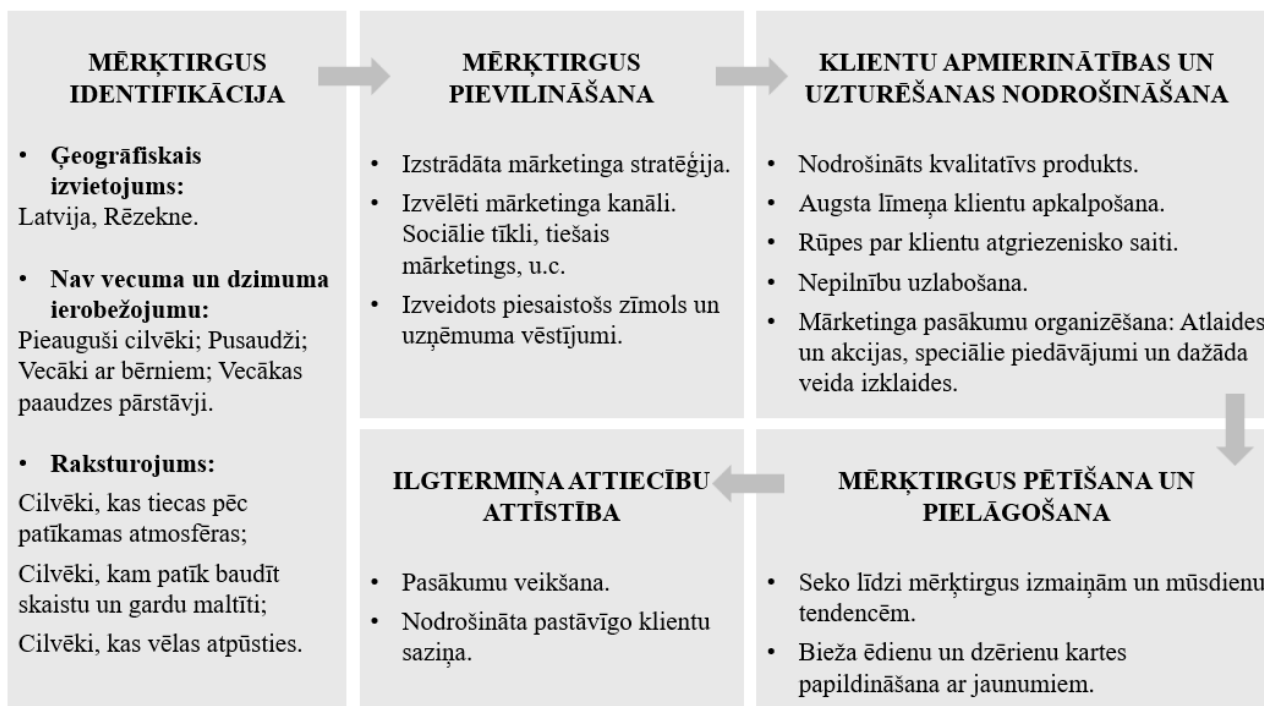 MĒRĶTIRGUS
IDENTIFIKĀCIJA
• Ģeogrāfiskais
izvietojums:
Latvija, Rēzekne.
• Nav vecuma un dzimuma
ierobežojumu:
Pieauguši cilvēki; Pusaudži;
Vecāki ar bērniem; Vecākas
paaudzes pārstāvji.
• Raksturojums:
Cilvēki, kas tiecas pēc
patīkamas atmosfēras;
Cilvēki, kam patīk baudīt
skaistu un gardu maltīti;
Cilvēki, kas vēlas atpūsties.
MĒRĶTIRGUS
PIEVILINĀŠANA
• Izstrādāta mārketinga stratēģija.
• Izvēlēti mārketinga kanāli.
Sociālie tīkli, tiešais
mārketings, u.c.
• Izveidots piesaistošs zīmols un
uzņēmuma vēstījumi.
KLIENTU APMIERINĀTĪBAS UN
UZTURĒŠANAS NODROŠINĀŠANA
• Nodrošināts kvalitatīvs produkts.
• Augsta līmeņa klientu apkalpošana.
• Rūpes par klientu atgriezenisko saiti.
• Nepilnību uzlabošana.
• Mārketinga pasākumu organizēšana: Atlaides
un akcijas, speciālie piedāvājumi un dažāda
veida izklaides.
MĒRĶTIRGUS PĒTĪŠANA UN
PIELĀGOŠANA
• Seko līdzi mērķtirgus izmaiņām un mūsdienu
tendencēm.
• Bieža ēdienu un dzērienu kartes
papildināšana ar jaunumiem.
ILGTERMIŅA ATTIECĪBU
ATTĪSTĪBA
• Pasākumu veikšana.
• Nodrošināta pastāvīgo klientu
saziņa.